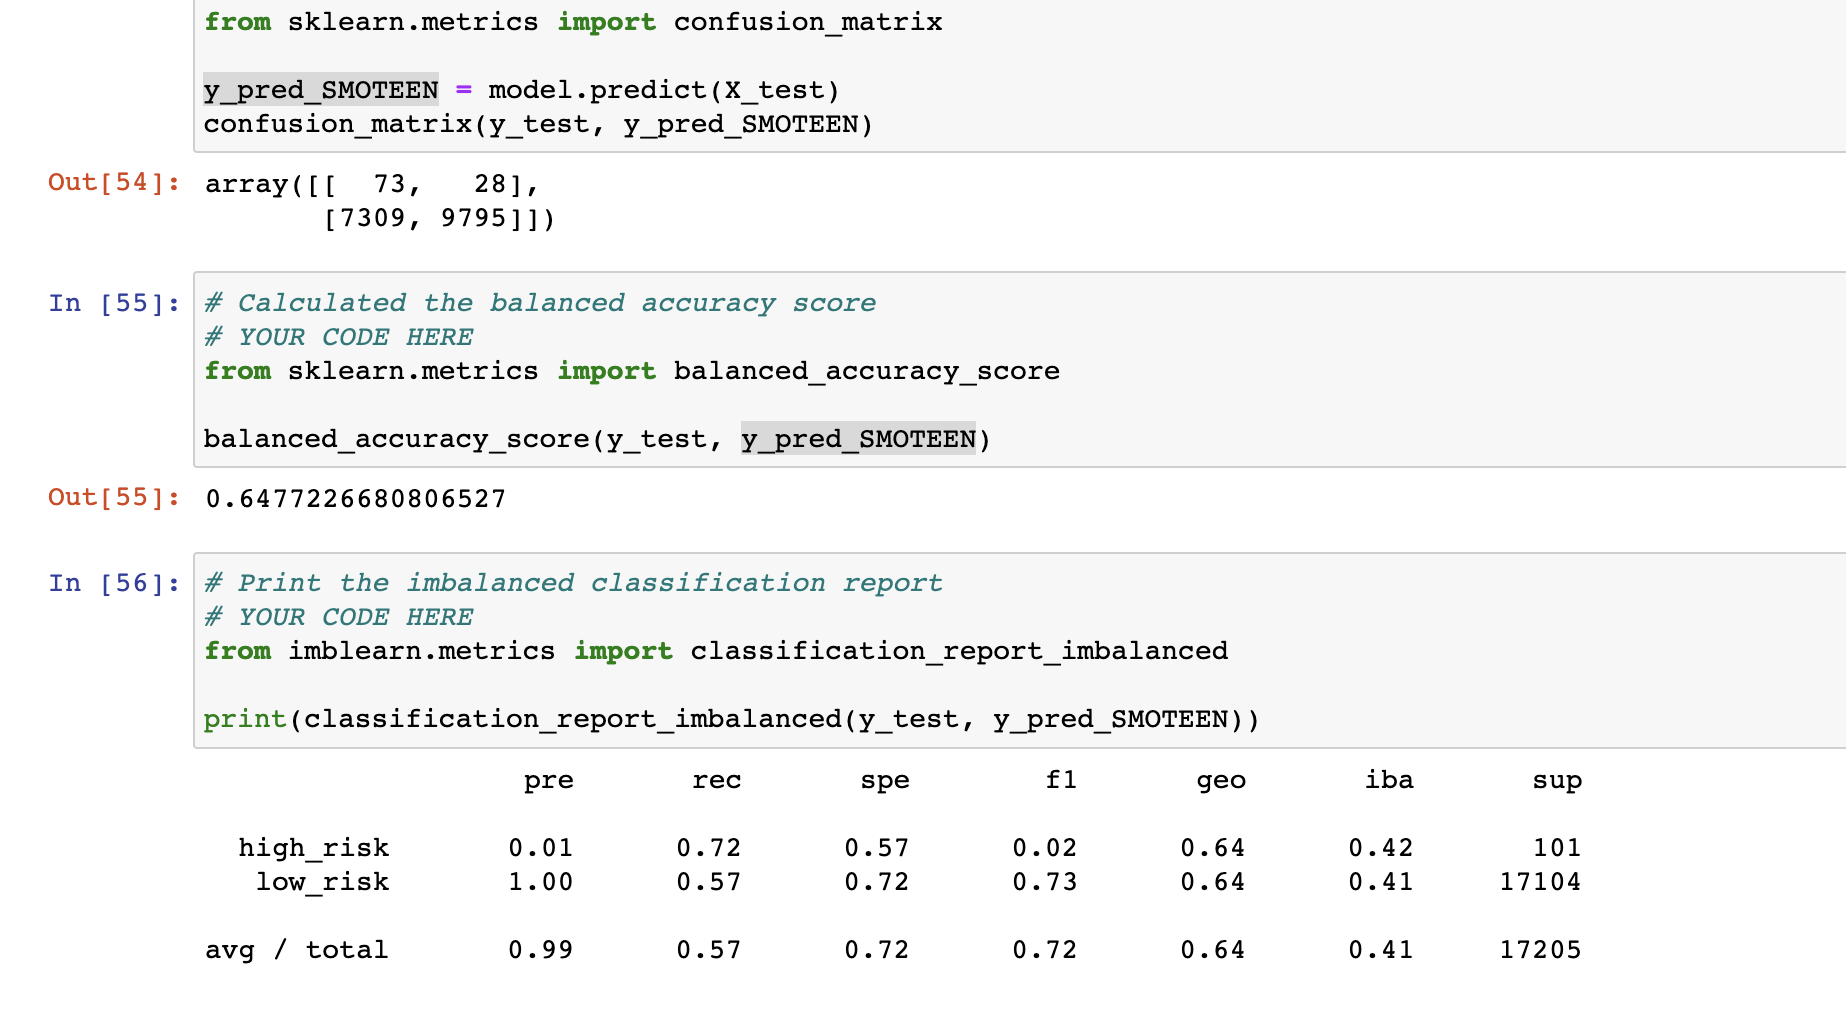 from sklearn.metrics import confusion_matrix
y_pred_SMOTEEN = model.predict(X_test)
confusion_matrix(y_test, y_pred_SMOTEEN)
Out[54]: array([[  73,   28],
       [7309, 9795]])
In [55]: # Calculated the balanced accuracy score
# YOUR CODE HERE
from sklearn.metrics import balanced_accuracy_score
balanced_accuracy_score(y_test, y_pred_SMOTEEN)
Out[55]: 0.6477226680806527
In [56]: # Print the imbalanced classification report
# YOUR CODE HERE
from imblearn.metrics import classification_report_imbalanced
print(classification_report_imbalanced(y_test, y_pred_SMOTEEN))
pre rec spe f1 geo iba sup
high_risk 0.01 0.72 0.57 0.02 0.64 0.42 101
low_risk 1.00 0.57 0.72 0.73 0.64 0.41 17104
avg / total 0.99 0.57 0.72 0.72 0.64 0.41 17205